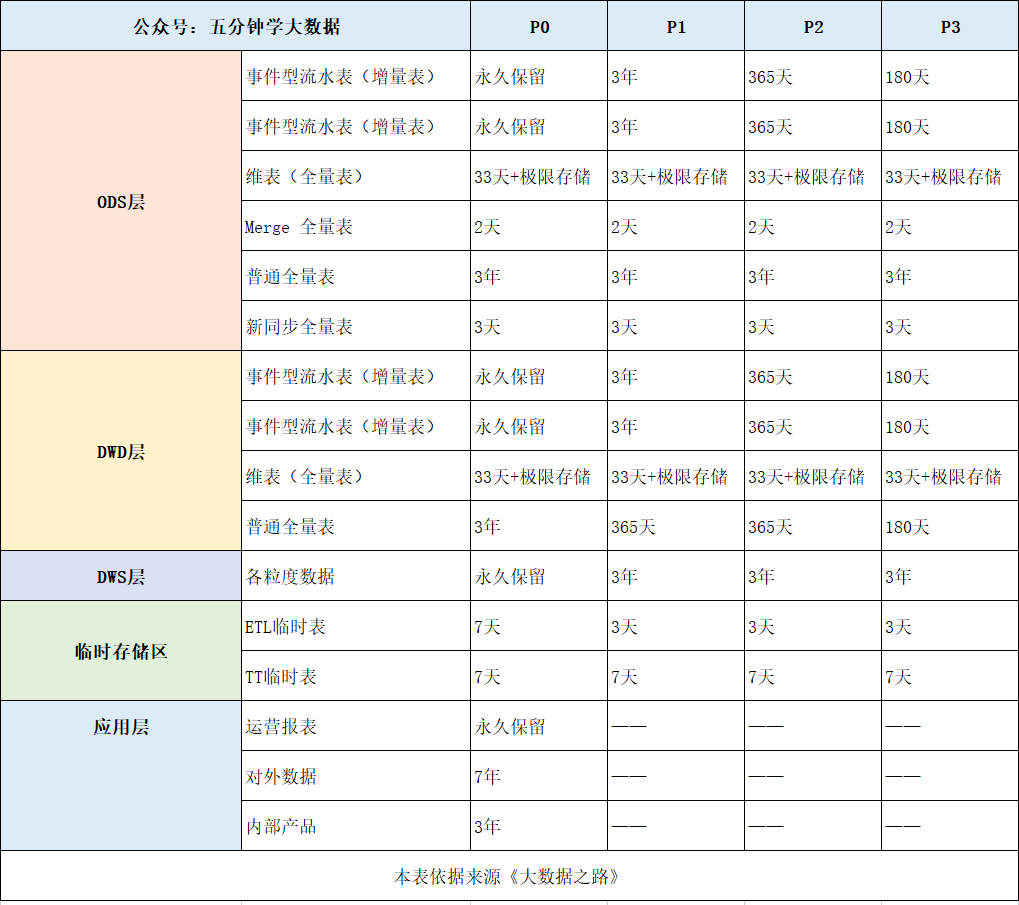 公众号：五分钟学大数据 P0 P1 P2 P3
ODS层
事件型流水表（增量表） 永久保留 3年 365天 180天
事件型流水表（增量表） 永久保留 3年 365天 180天
维表（全量表） 33天+极限存储 33天+极限存储 33天+极限存储 33天+极限存储
Merge 全量表 2天 2天 2天 2天
普通全量表 3年 3年 3年 3年
新同步全量表 3天 3天 3天 3天
DWD层
事件型流水表（增量表） 永久保留 3年 365天 180天
事件型流水表（增量表） 永久保留 3年 365天 180天
维表（全量表） 33天+极限存储 33天+极限存储 33天+极限存储 33天+极限存储
普通全量表 3年 365天 365天 180天
DWS层 各粒度数据 永久保留 3年 3年 3年
临时存储区
ETL临时表 7天 3天 3天 3天
TT临时表 7天 7天 7天 7天
应用层 运营报表 永久保留 —— —— ——
对外数据 7年 —— —— ——
内部产品 3年 —— —— ——
本表依据来源《大数据之路》